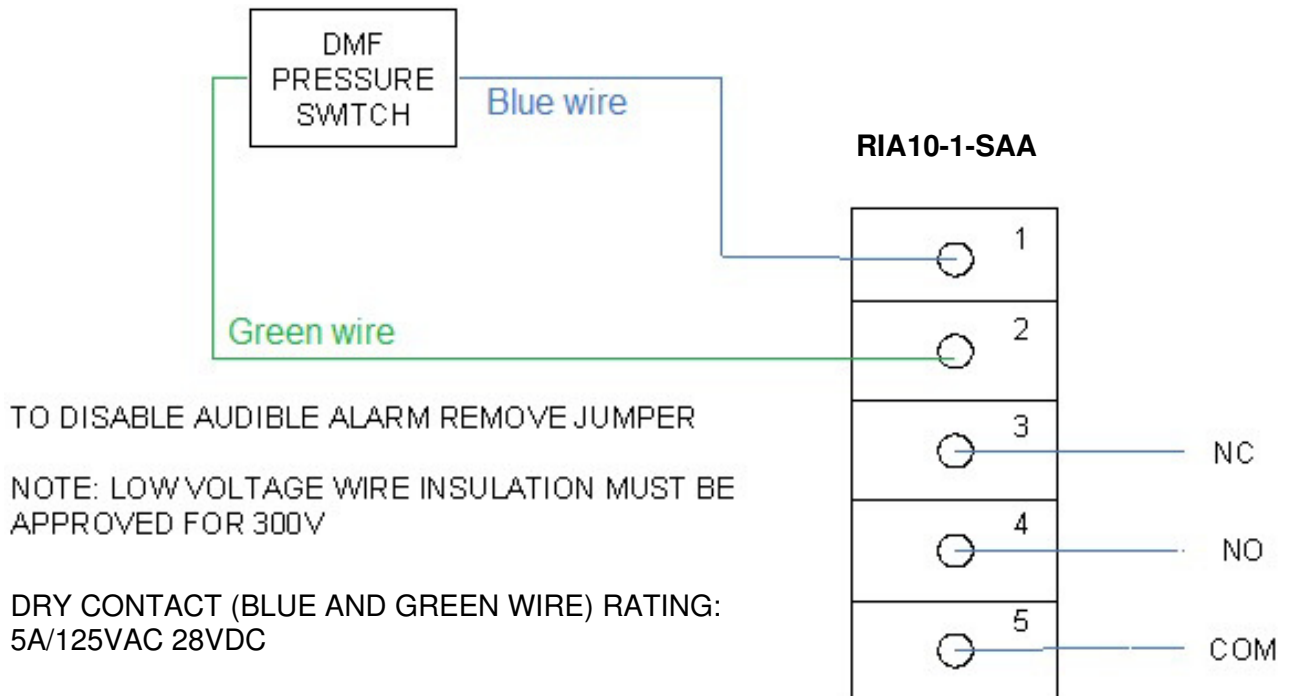 DMF
PRESSURE
SWITCH
Blue wire
RIA10-1-SAA
1
Green wire
2
TO DISABLE AUDIBLE ALARM REMOVE JUMPER
3
NC
NOTE: LOW VOLTAGE WIRE INSULATION MUST BE
APPROVED FOR 300V
4
NO
DRY CONTACT (BLUE AND GREEN WIRE) RATING:
5A/125VAC 28VDC
5
COM